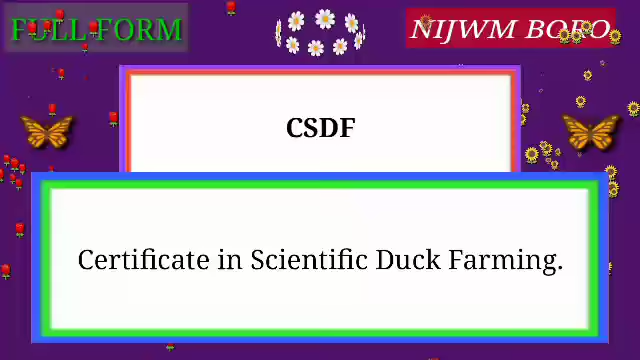 FULL FORM
NIJWM BORO
CSDF
Certificate in Scientific Duck Farming.